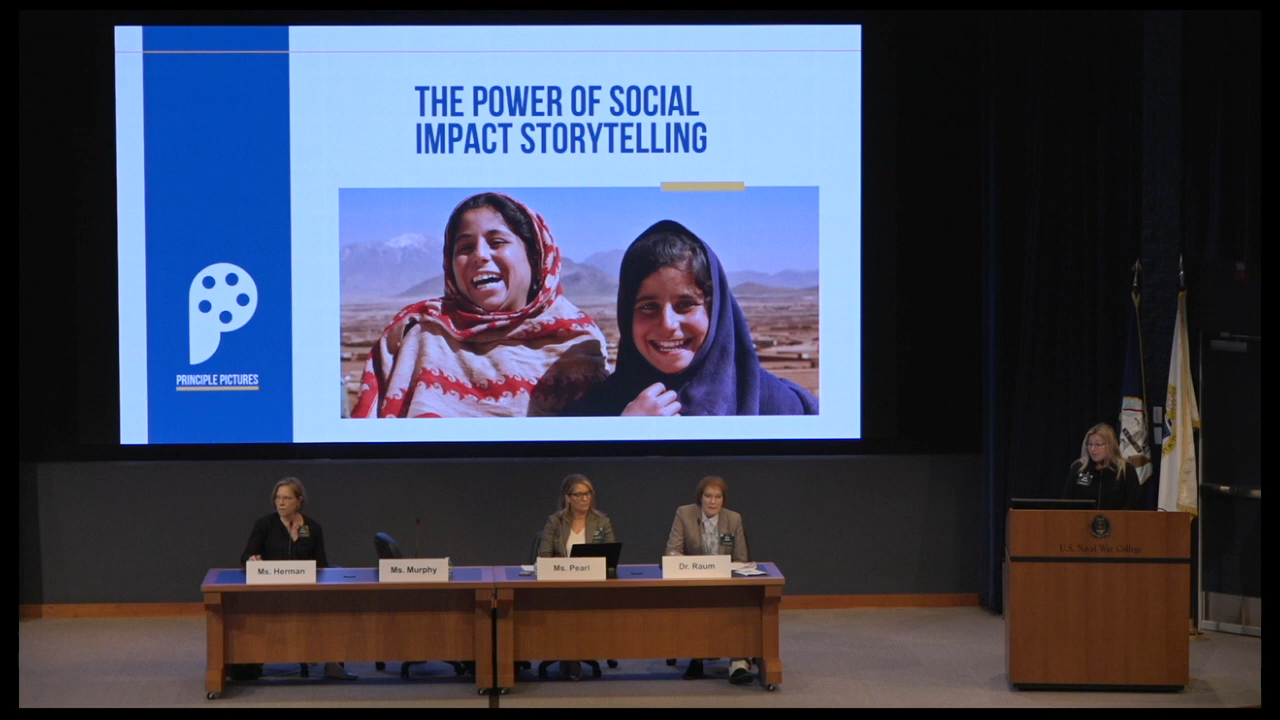 THE POWER OF SOCIAL
IMPACT STORYTELLING
PRINCIPLE PICTURES
Ms. Herman
Ms. Murphy
Ms. Pearl
Dr. Raum
U.S. Naval War College